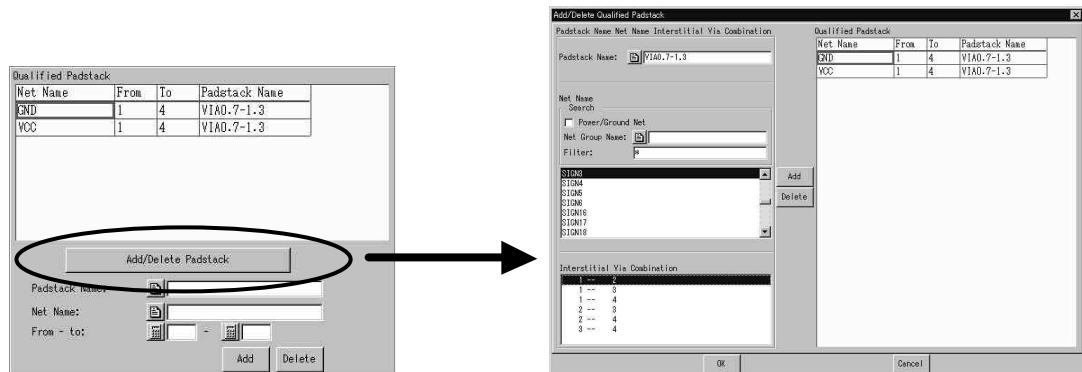 Qualified Padstack
Net Name From To Padstack Name
GND 1 4 VIA0.7-1.3
VCC 1 4 VIA0.7-1.3
Add/Delete Padstack
Padstack Name:
Net Name:
From - to: -
Add Delete
Add/Delete Qualified Padstack
Padstack Name Net Name Interstitial Via Combination
Padstack Name: VIA0.7-1.3
Net Name
Search
Power/Ground Net
Net Group Name:
Filter: *
SIGN3
SIGN4
SIGN5
SIGN6
SIGN16
SIGN17
SIGN18
Interstitial Via Combination
1 -- 2
1 -- 3
1 -- 4
2 -- 3
2 -- 4
3 -- 4
Add
Delete
Qualified Padstack
Net Name From To Padstack Name
GND 1 4 VIA0.7-1.3
VCC 1 4 VIA0.7-1.3
OK Cancel